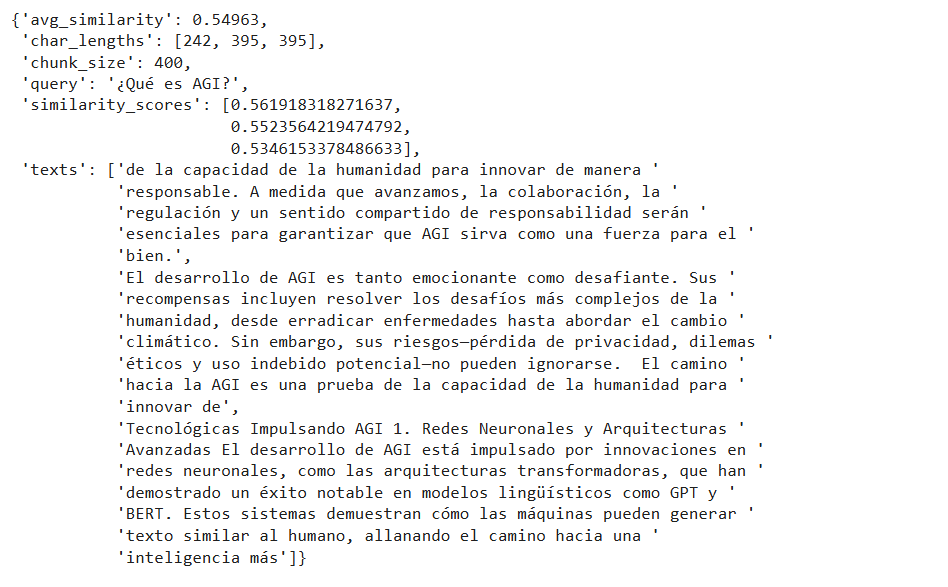 {'avg_similarity': 0.54963,
 'char_lengths': [242, 395, 395],
 'chunk_size': 400,
 'query': '¿Qué es AGI?',
 'similarity_scores': [0.561918318271637,
                       0.5523564219474792,
                       0.5346153378486633],
 'texts': ['de la capacidad de la humanidad para innovar de manera '
           'responsable. A medida que avanzamos, la colaboración, la '
           'regulación y un sentido compartido de responsabilidad serán '
           'esenciales para garantizar que AGI sirva como una fuerza para el '
           'bien.',
           'El desarrollo de AGI es tanto emocionante como desafiante. Sus '
           'recompensas incluyen resolver los desafíos más complejos de la '
           'humanidad, desde erradicar enfermedades hasta abordar el cambio '
           'climático. Sin embargo, sus riesgos—pérdida de privacidad, dilemas '
           'éticos y uso indebido potencial—no pueden ignorarse.  El camino '
           'hacia la AGI es una prueba de la capacidad de la humanidad para '
           'innovar de',
           'Tecnológicas Impulsando AGI 1. Redes Neuronales y Arquitecturas '
           'Avanzadas El desarrollo de AGI está impulsado por innovaciones en '
           'redes neuronales, como las arquitecturas transformadoras, que han '
           'demostrado un éxito notable en modelos lingüísticos como GPT y '
           'BERT. Estos sistemas demuestran cómo las máquinas pueden generar '
           'texto similar al humano, allanando el camino hacia una '
           'inteligencia más']}